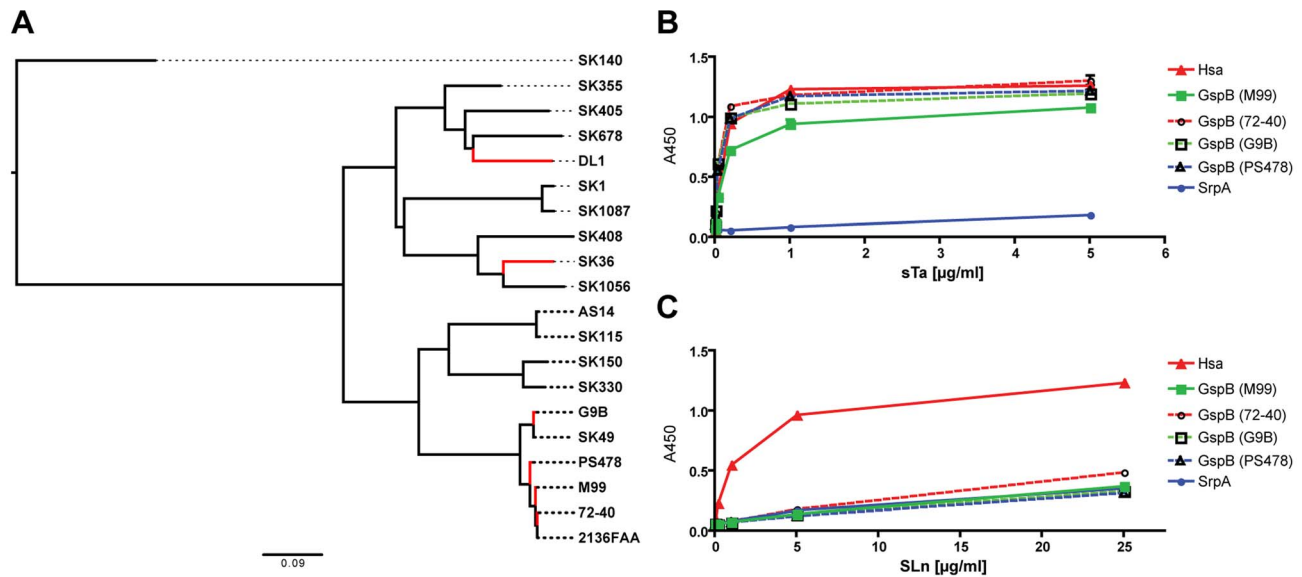 A
SK140
SK355
SK405
SK678
DL1
SK1
SK1087
SK408
SK36
SK1056
AS14
SK115
SK150
SK330
G9B
SK49
PS478
M99
72-40
2136FAA
0.09
B
1.5
1.0
0.5
0.0
A450
0 1 2 3 4 5 6
sTa [µg/ml]
Hsa
GspB (M99)
GspB (72-40)
GspB (G9B)
GspB (PS478)
SrpA
C
1.5
1.0
0.5
0.0
A450
0 5 10 15 20 25
SLn [µg/ml]
Hsa
GspB (M99)
GspB (72-40)
GspB (G9B)
GspB (PS478)
SrpA